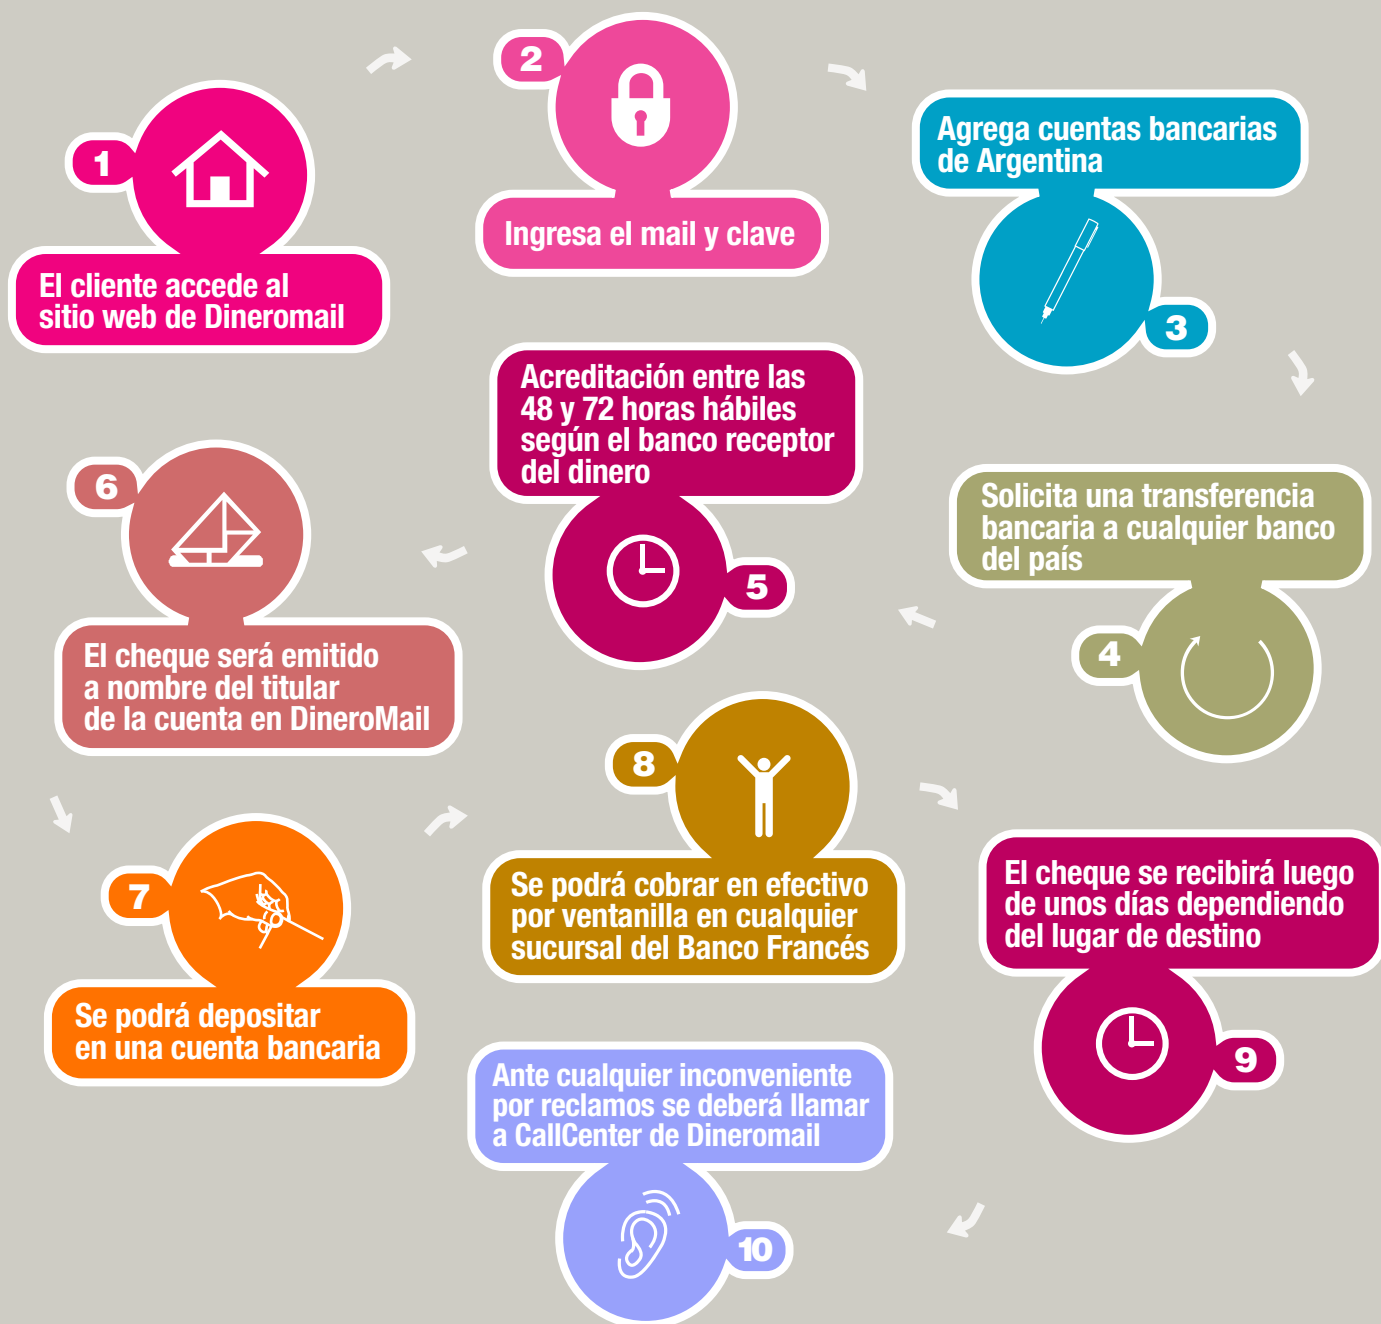 1
El cliente accede al
sitio web de Dineromail
2
Ingresa el mail y clave
Agrega cuentas bancarias
de Argentina
3
Solicita una transferencia
bancaria a cualquier banco
del país
4
Acreditación entre las
48 y 72 horas hábiles
según el banco receptor
del dinero
5
6
El cheque será emitido
a nombre del titular
de la cuenta en DineroMail
7
Se podrá depositar
en una cuenta bancaria
8
Se podrá cobrar en efectivo
por ventanilla en cualquier
sucursal del Banco Francés
El cheque se recibirá luego
de unos días dependiendo
del lugar de destino
9
Ante cualquier inconveniente
por reclamos se deberá llamar
a CallCenter de Dineromail
10